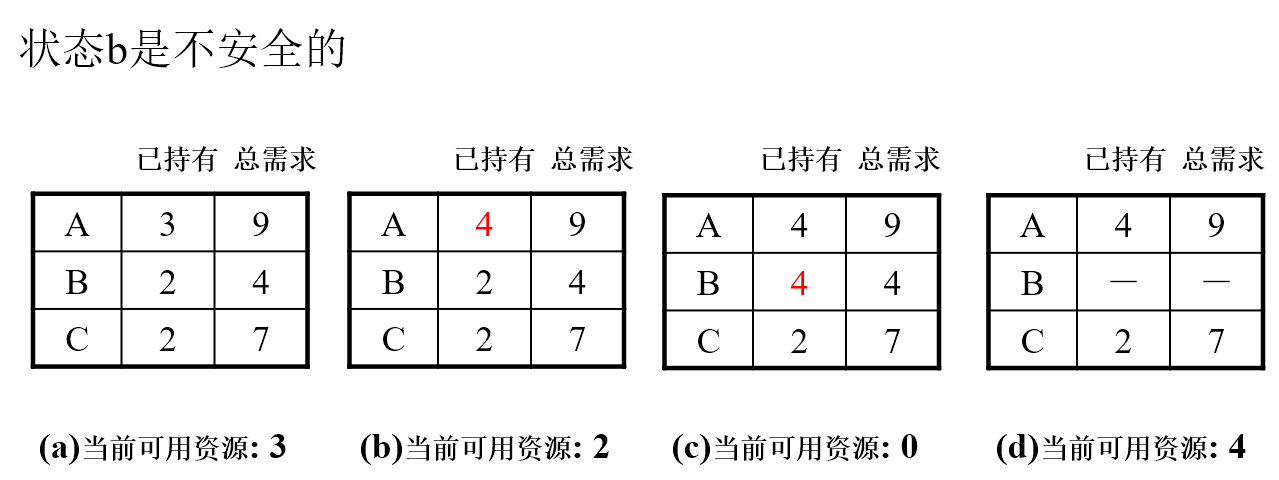 状态b是不安全的
已持有 总需求 已持有 总需求 已持有 总需求 已持有 总需求
A 3 9 A 4 9 A 4 9 A 4 9
B 2 4 B 2 4 B 4 4 B — —
C 2 7 C 2 7 C 2 7 C 2 7
(a)当前可用资源: 3 (b)当前可用资源: 2 (c)当前可用资源: 0 (d)当前可用资源: 4